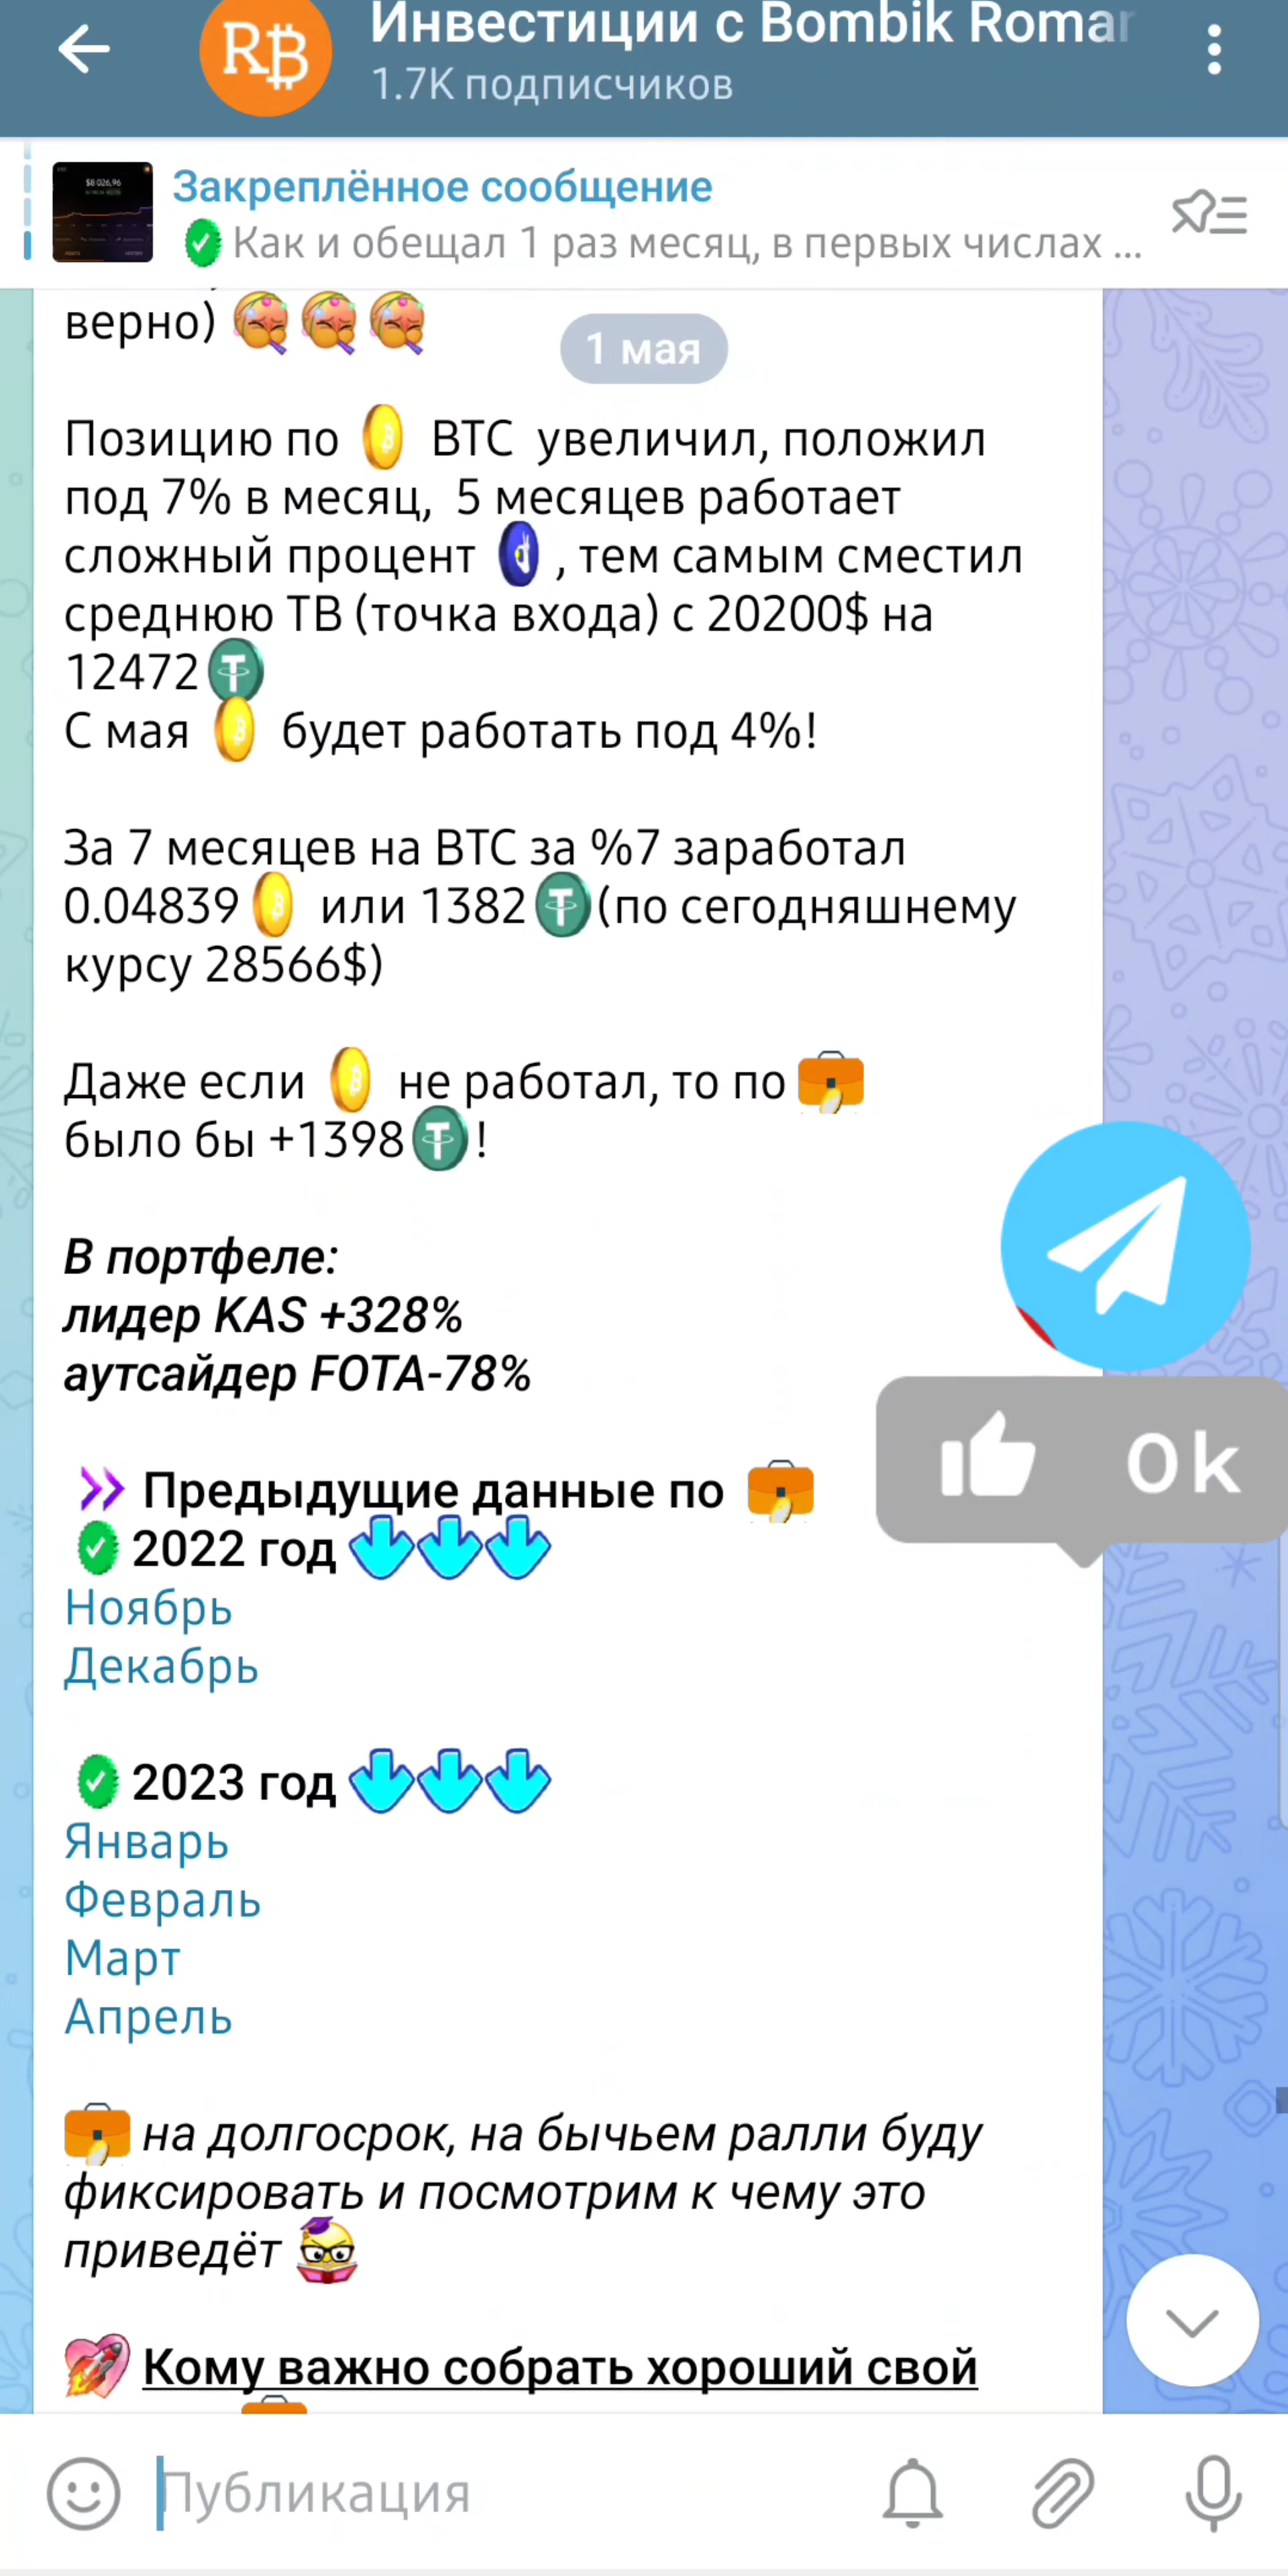 Инвестиции с Bombik Roman
1.7K подписчиков
$8 026,96
Закреплённое сообщение
Как и обещал 1 раз месяц, в первых числах ...
верно)
1 мая
Позицию по BTC увеличил, положил
под 7% в месяц, 5 месяцев работает
сложный процент , тем самым сместил
среднюю ТВ (точка входа) с 20200$ на
12472
С мая будет работать под 4%!
За 7 месяцев на BTC за %7 заработал
0.04839 или 1382 (по сегодняшнему
курсу 28566$)
Даже если не работал, то по
было бы +1398 !
В портфеле:
лидер KAS +328%
аутсайдер FOTA-78%
0k
Предыдущие данные по
2022 год
Ноябрь
Декабрь
2023 год
Январь
Февраль
Март
Апрель
на долгосрок, на бычьем ралли буду
фиксировать и посмотрим к чему это
приведёт
Кому важно собрать хороший свой
Публикация